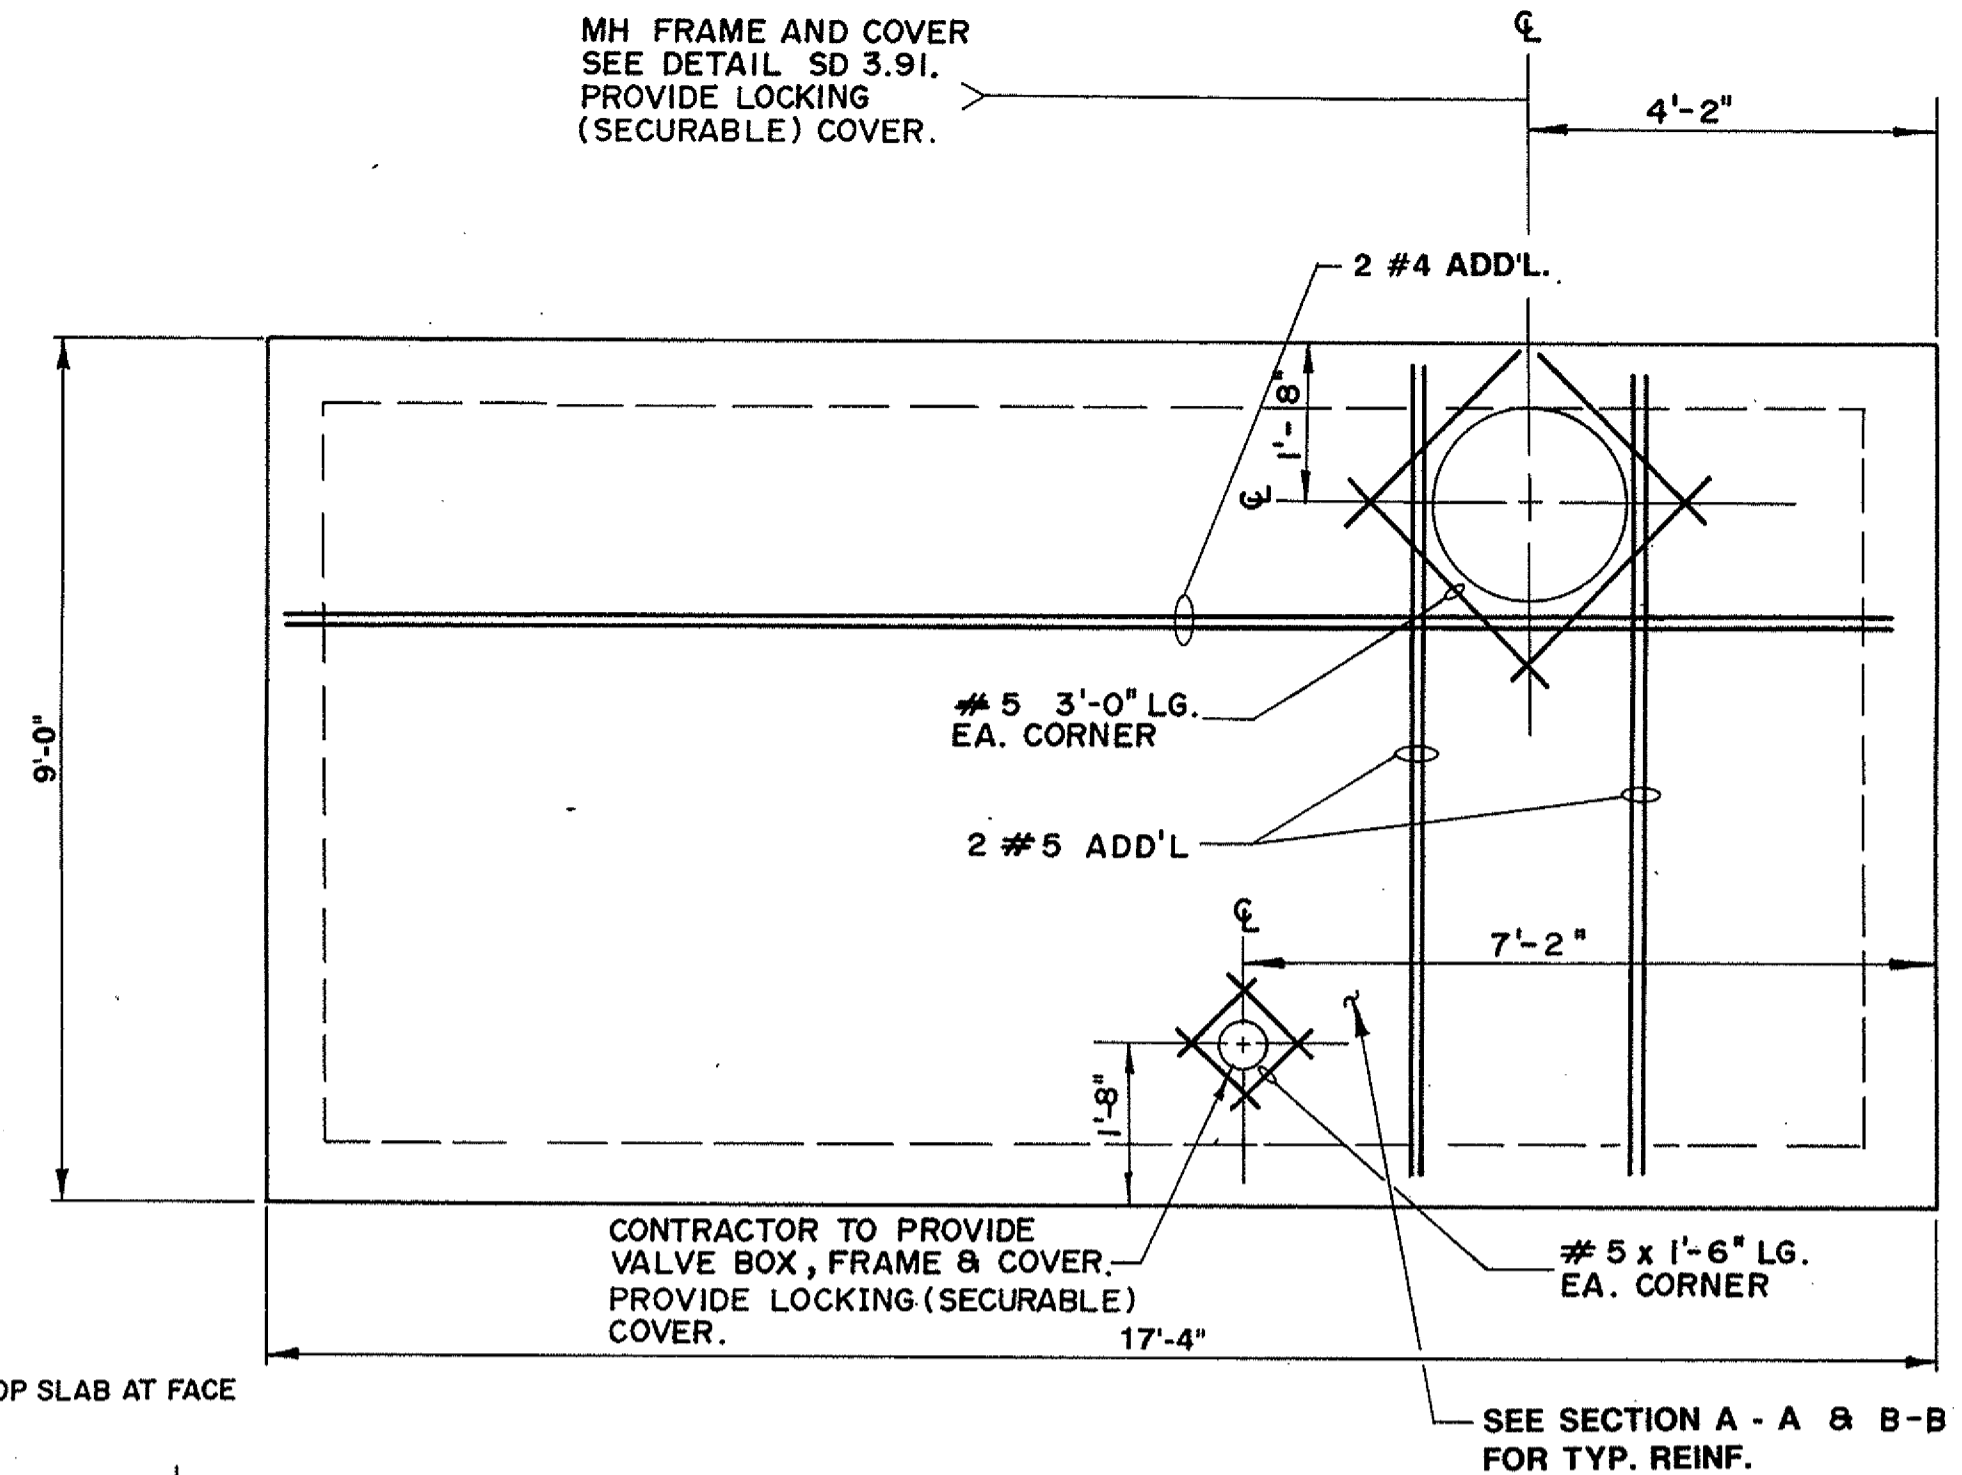 MH FRAME AND COVER
SEE DETAIL SD 3.91.
PROVIDE LOCKING
(SECURABLE) COVER.
℄
4'-2"
2 #4 ADD'L.
1'-8"
℄
9'-0"
#5 3'-0" LG.
EA. CORNER
2 #5 ADD'L
℄
7'-2"
1'-8"
CONTRACTOR TO PROVIDE
VALVE BOX, FRAME & COVER.
PROVIDE LOCKING (SECURABLE)
COVER.
#5 x 1'-6" LG.
EA. CORNER
17'-4"
OP SLAB AT FACE
SEE SECTION A - A & B-B
FOR TYP. REINF.